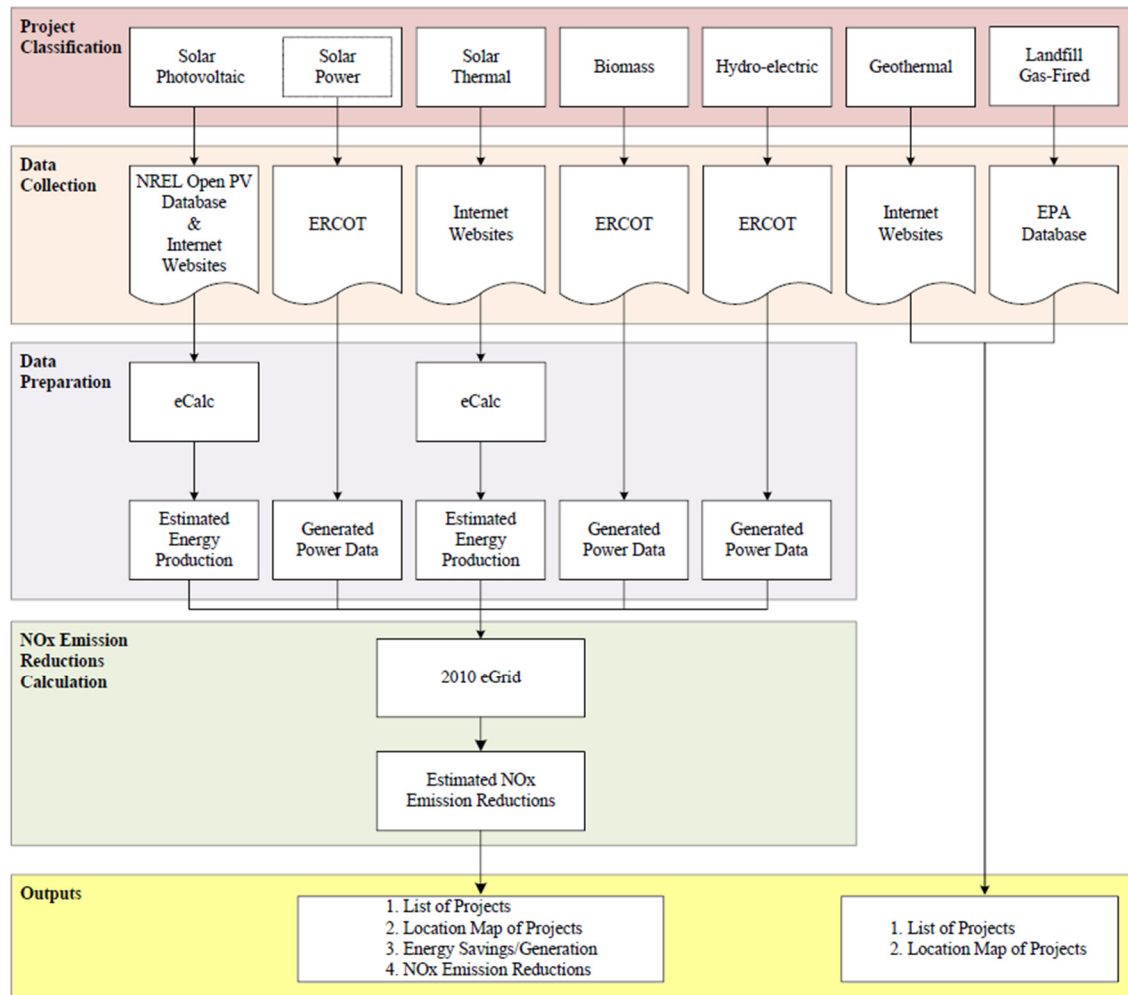 Project
Classification
Solar
Photovoltaic
Solar
Power
Solar
Thermal
Biomass
Hydro-electric
Geothermal
Landfill
Gas-Fired
Data
Collection
NREL Open PV
Database
&
Internet
Websites
ERCOT
Internet
Websites
ERCOT
ERCOT
Internet
Websites
EPA
Database
Data
Preparation
eCalc
eCalc
Estimated
Energy
Production
Generated
Power Data
Estimated
Energy
Production
Generated
Power Data
Generated
Power Data
NOx Emission
Reductions
Calculation
2010 eGrid
Estimated NOx
Emission Reductions
Outputs
1. List of Projects
2. Location Map of Projects
3. Energy Savings/Generation
4. NOx Emission Reductions
1. List of Projects
2. Location Map of Projects